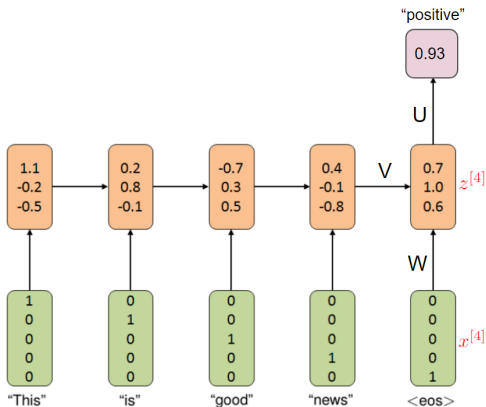 “positive”
0.93
U
1.1 0.2 -0.7 0.4 V 0.7
-0.2 0.8 0.3 -0.1 1.0 z[4]
-0.5 -0.1 0.5 -0.8 0.6
W
1 0 0 0 0
0 1 0 0 0
0 0 1 0 0 x[4]
0 0 0 1 0
0 0 0 0 1
“This” “is” “good” “news” <eos>